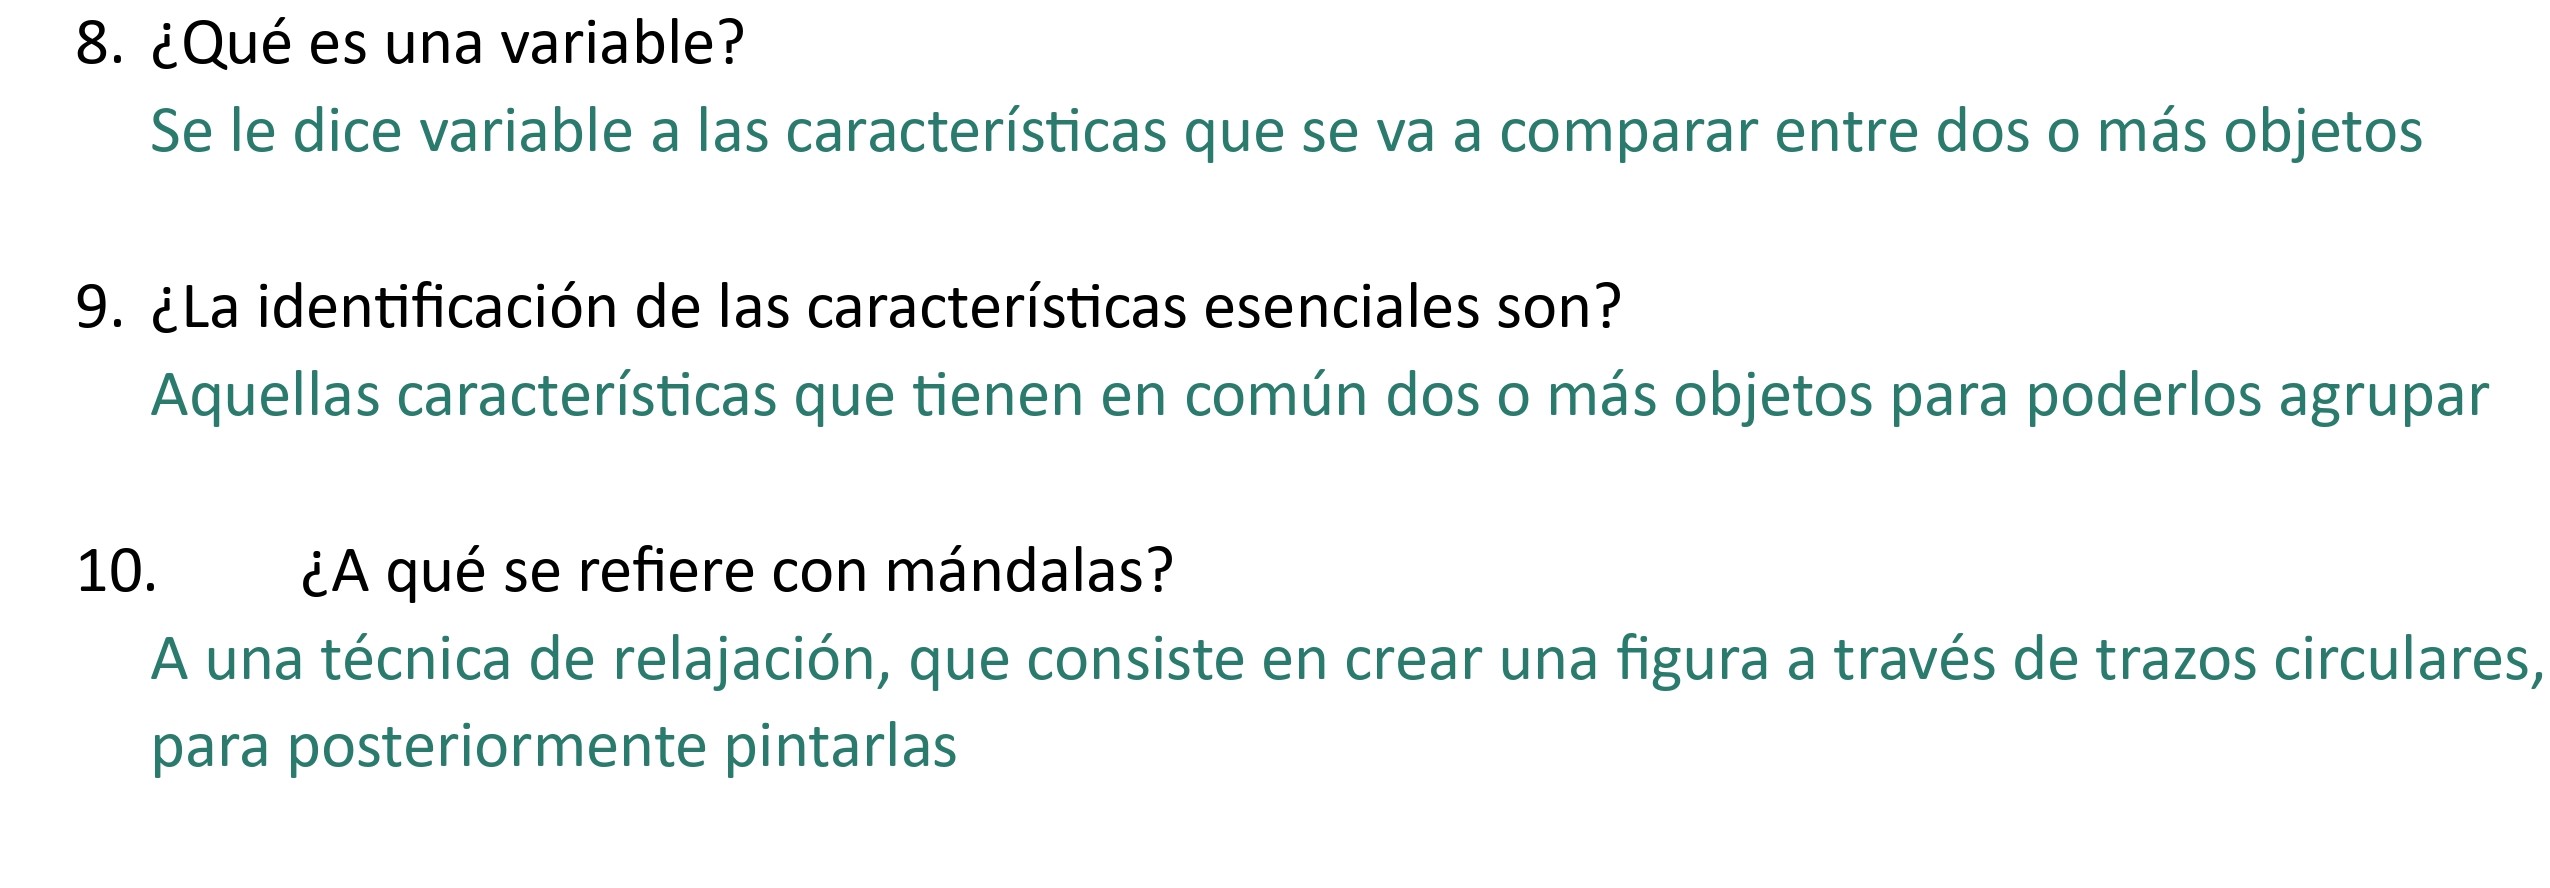 8. ¿Qué es una variable?
Se le dice variable a las características que se va a comparar entre dos o más objetos
9. ¿La identificación de las características esenciales son?
Aquellas características que tienen en común dos o más objetos para poderlos agrupar
10. ¿A qué se refiere con mándalas?
A una técnica de relajación, que consiste en crear una figura a través de trazos circulares,
para posteriormente pintarlas